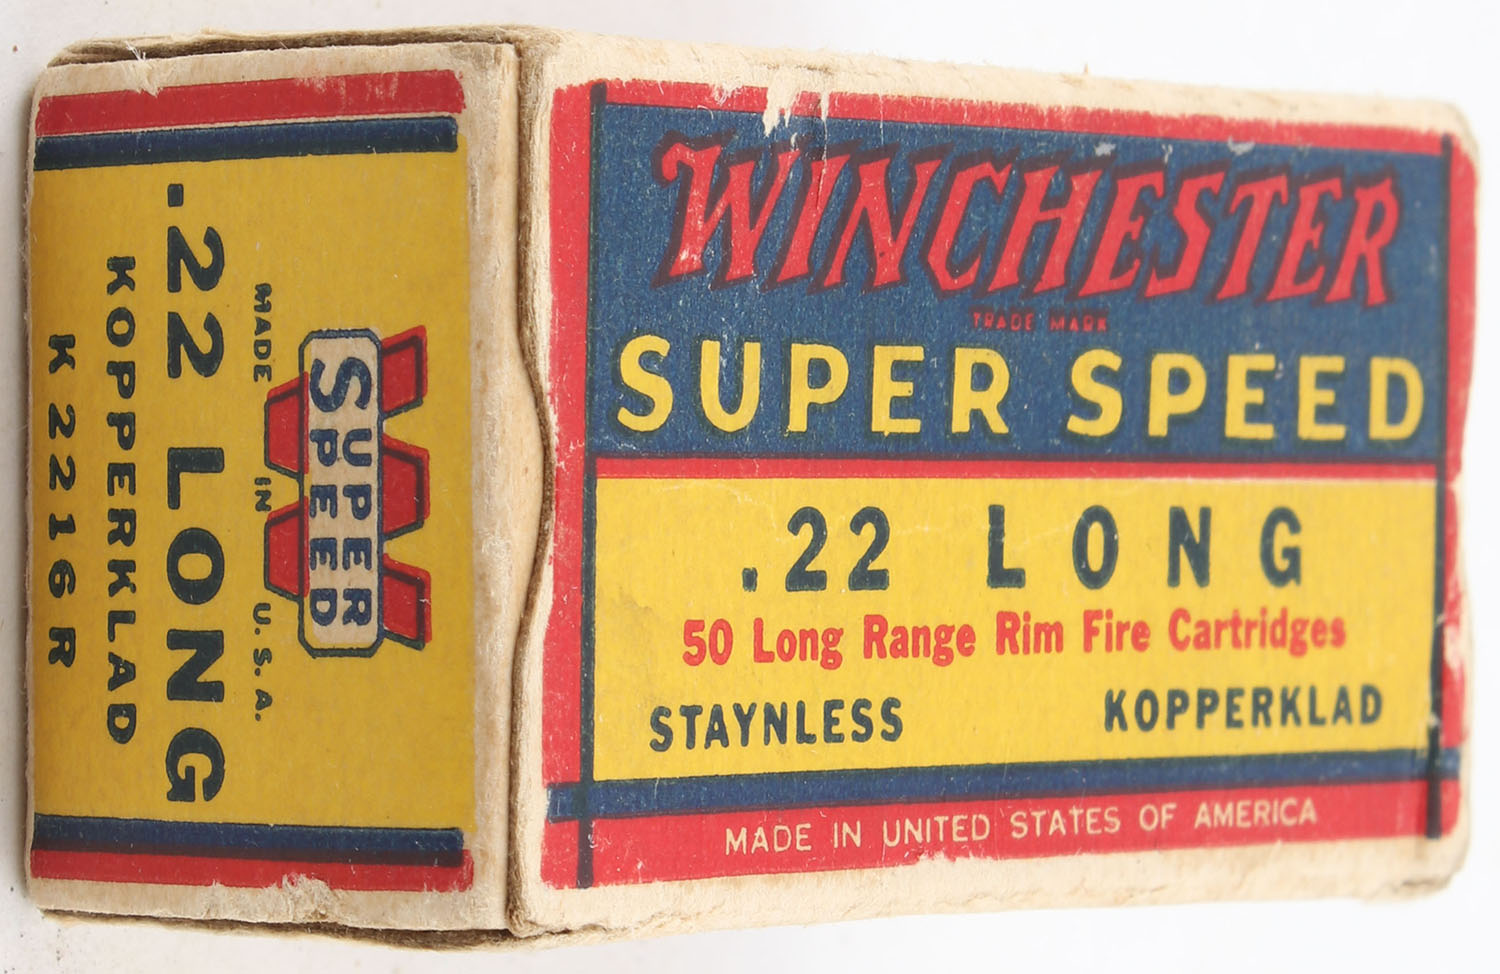 WINCHESTER
TRADE MARK
SUPER SPEED
.22 LONG
50 Long Range Rim Fire Cartridges
STAYNLESS KOPPERKLAD
MADE IN UNITED STATES OF AMERICA
SUPER
SPEED
MADE IN U.S.A.
.22 LONG
KOPPERKLAD
K2216R